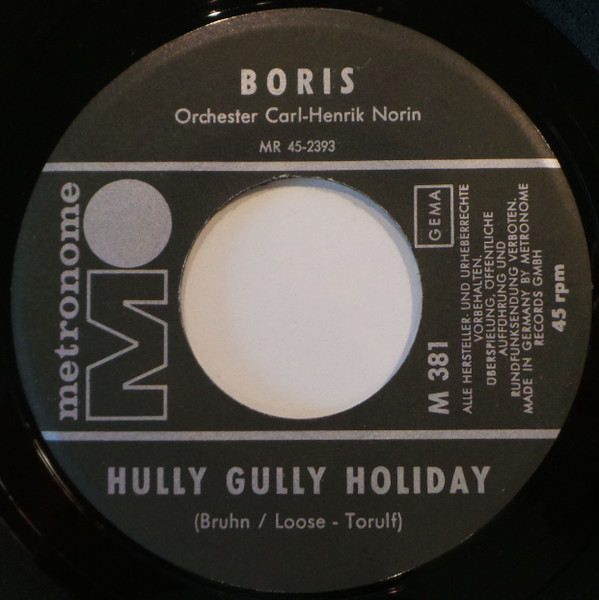 BORIS
Orchester Carl-Henrik Norin
MR 45-2393
metronome
M
GEMA
M 381
ALLE HERSTELLER- UND URHEBERRECHTE
VORBEHALTEN.
ÜBERSPIELUNG, ÖFFENTLICHE
AUFFÜHRUNG UND
RUNDFUNKSENDUNG VERBOTEN.
MADE IN GERMANY BY METRONOME
RECORDS GMBH
45 rpm
HULLY GULLY HOLIDAY
(Bruhn / Loose - Torulf)